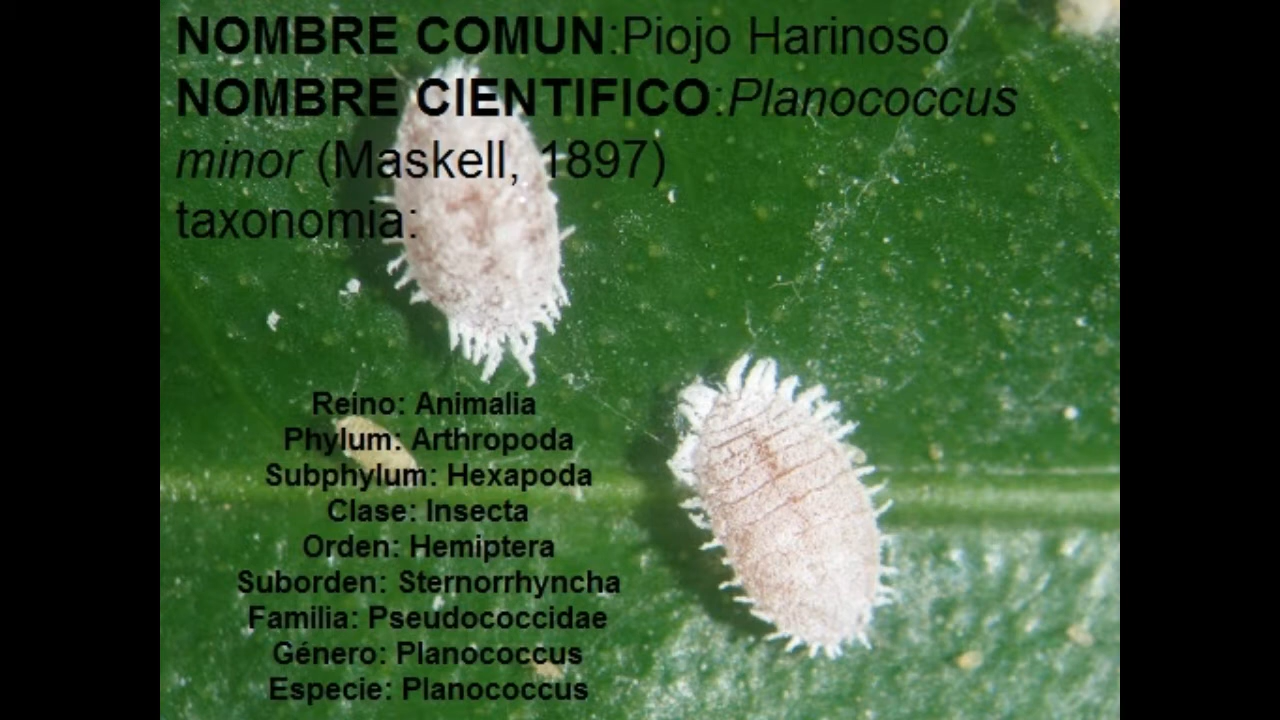 NOMBRE COMUN:Piojo Harinoso
NOMBRE CIENTIFICO:Planococcus
minor (Maskell, 1897)
taxonomia:
Reino: Animalia
Phylum: Arthropoda
Subphylum: Hexapoda
Clase: Insecta
Orden: Hemiptera
Suborden: Sternorrhyncha
Familia: Pseudococcidae
Género: Planococcus
Especie: Planococcus